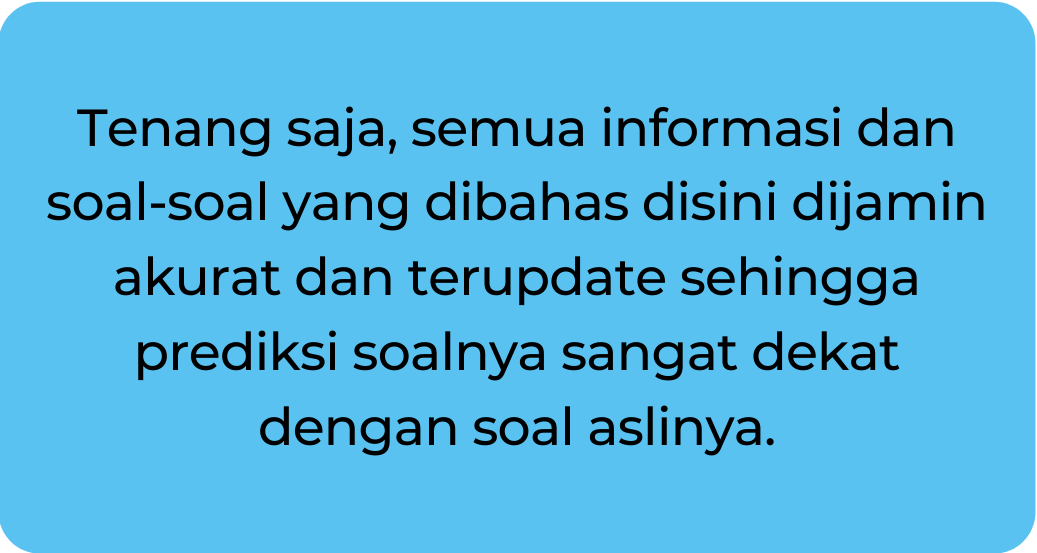 Tenang saja, semua informasi dan
soal-soal yang dibahas disini dijamin
akurat dan terupdate sehingga
prediksi soalnya sangat dekat
dengan soal aslinya.